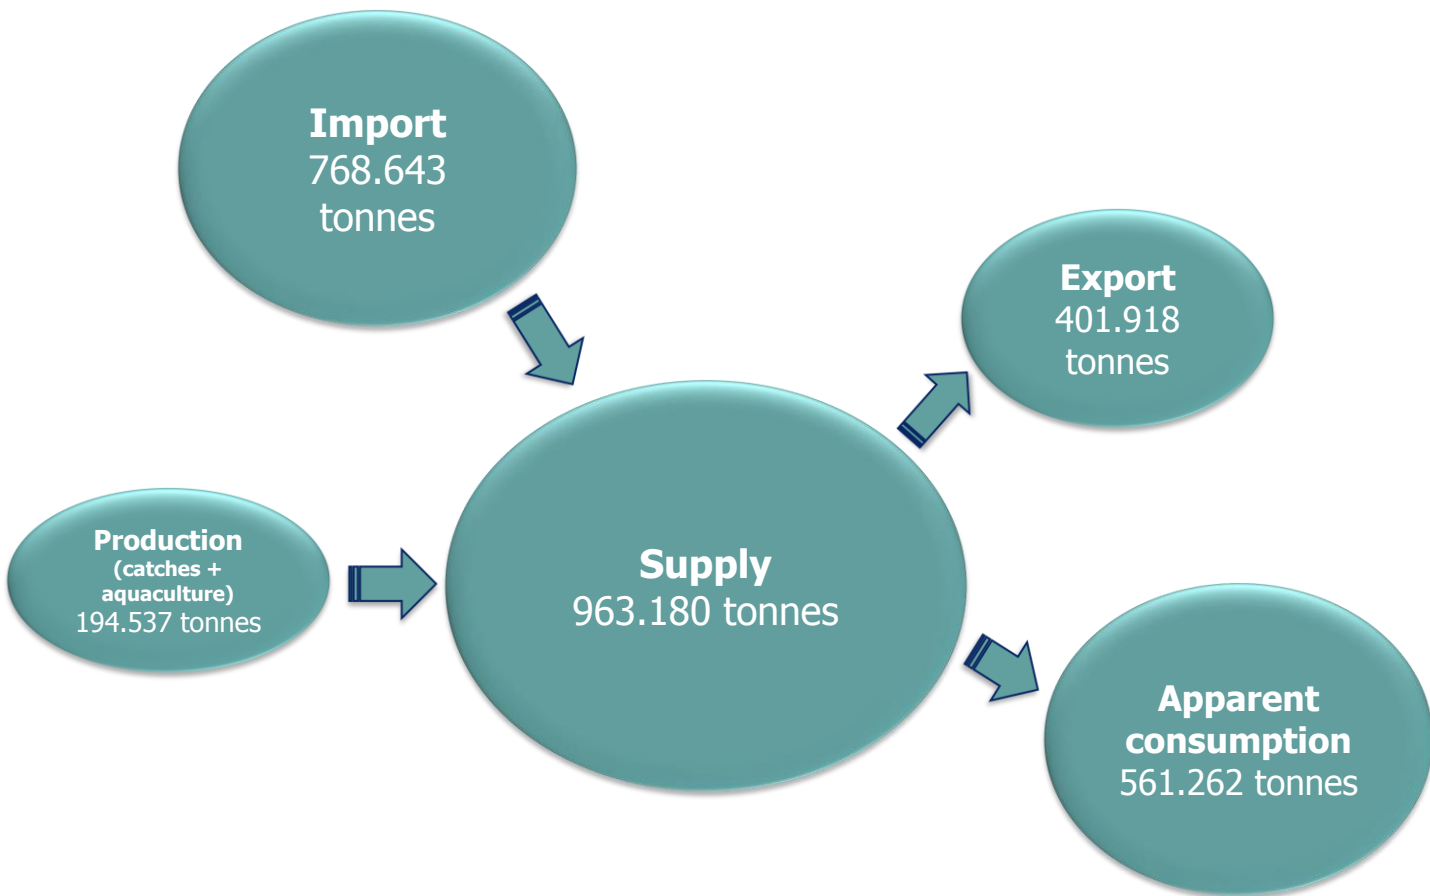 Import
768.643
tonnes
Export
401.918
tonnes
Production
(catches +
aquaculture)
194.537 tonnes
Supply
963.180 tonnes
Apparent
consumption
561.262 tonnes